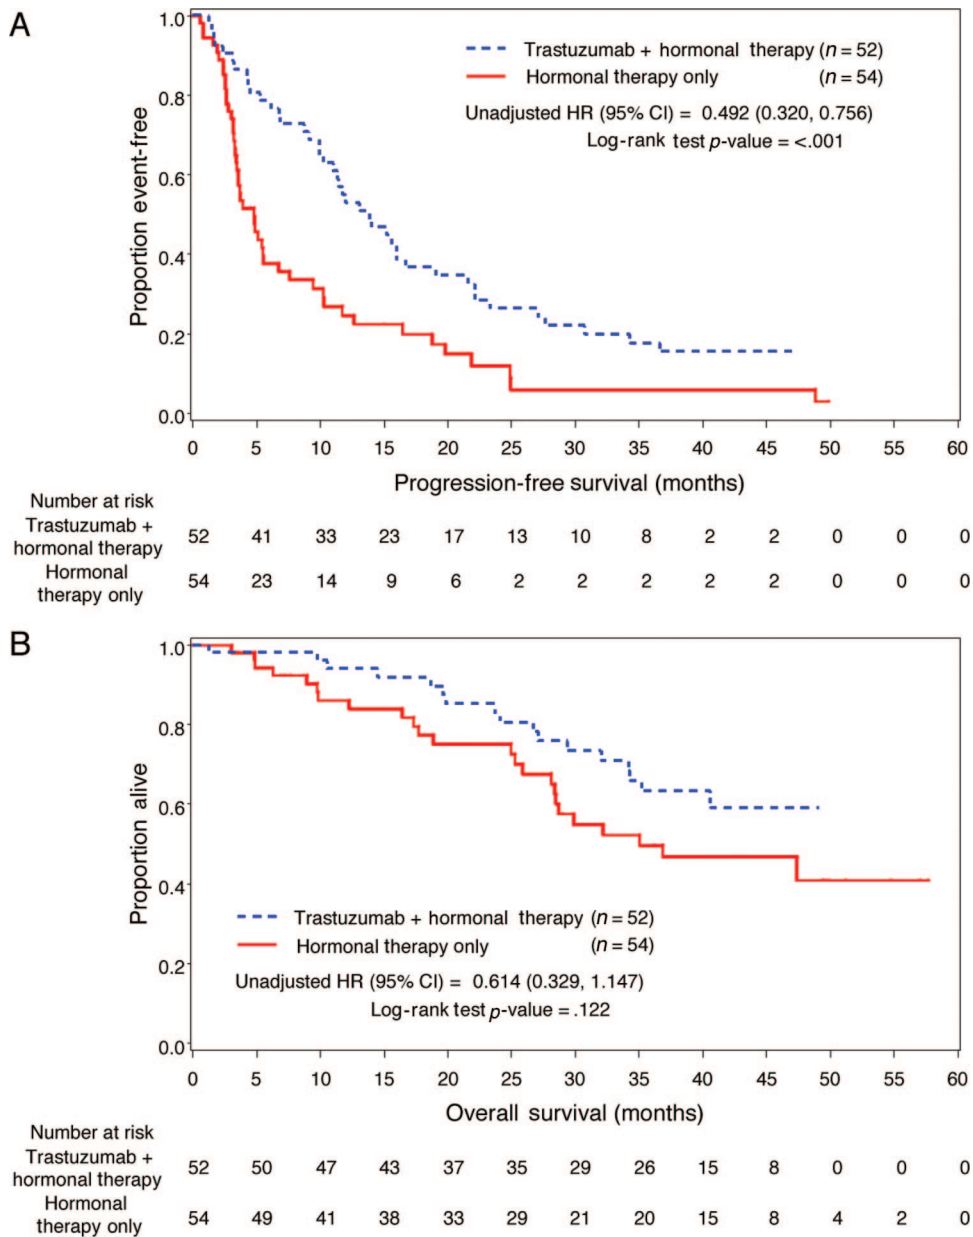 A
1.0
0.8
0.6
0.4
0.2
0.0
Proportion event-free
Trastuzumab + hormonal therapy (n = 52)
Hormonal therapy only (n = 54)
Unadjusted HR (95% CI) = 0.492 (0.320, 0.756)
Log-rank test p-value = <.001
0 5 10 15 20 25 30 35 40 45 50 55 60
Progression-free survival (months)
Number at risk
Trastuzumab +
hormonal therapy 52 41 33 23 17 13 10 8 2 2 0 0 0
Hormonal
therapy only 54 23 14 9 6 2 2 2 2 2 0 0 0
B
1.0
0.8
0.6
0.4
0.2
0.0
Proportion alive
Trastuzumab + hormonal therapy (n = 52)
Hormonal therapy only (n = 54)
Unadjusted HR (95% CI) = 0.614 (0.329, 1.147)
Log-rank test p-value = .122
0 5 10 15 20 25 30 35 40 45 50 55 60
Overall survival (months)
Number at risk
Trastuzumab +
hormonal therapy 52 50 47 43 37 35 29 26 15 8 0 0 0
Hormonal
therapy only 54 49 41 38 33 29 21 20 15 8 4 2 0